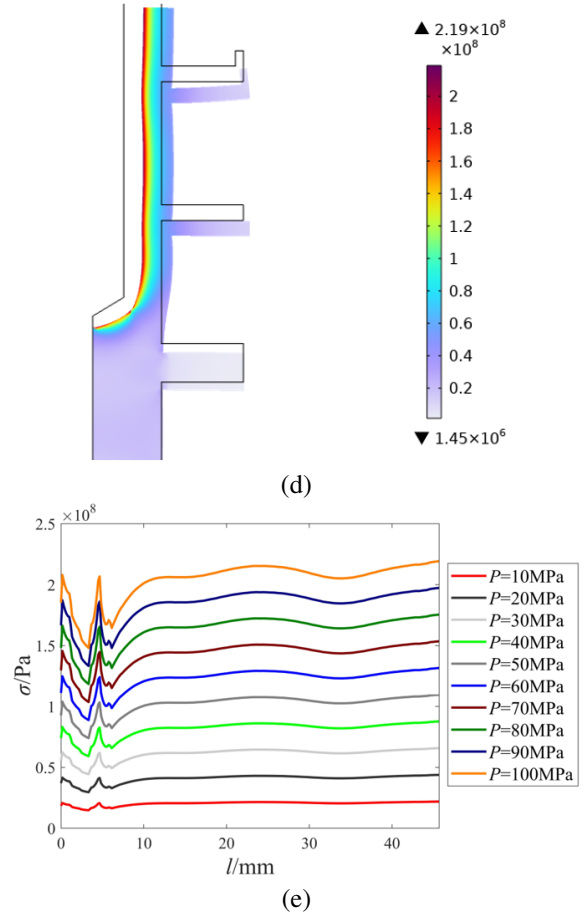 ▲ 2.19×10⁸
×10⁸
2
1.8
1.6
1.4
1.2
1
0.8
0.6
0.4
0.2
▼ 1.45×10⁶
(d)
×10⁸
2.5
2
1.5
1
0.5
0
σ/Pa
0 10 20 30 40
l/mm
P=10MPa
P=20MPa
P=30MPa
P=40MPa
P=50MPa
P=60MPa
P=70MPa
P=80MPa
P=90MPa
P=100MPa
(e)